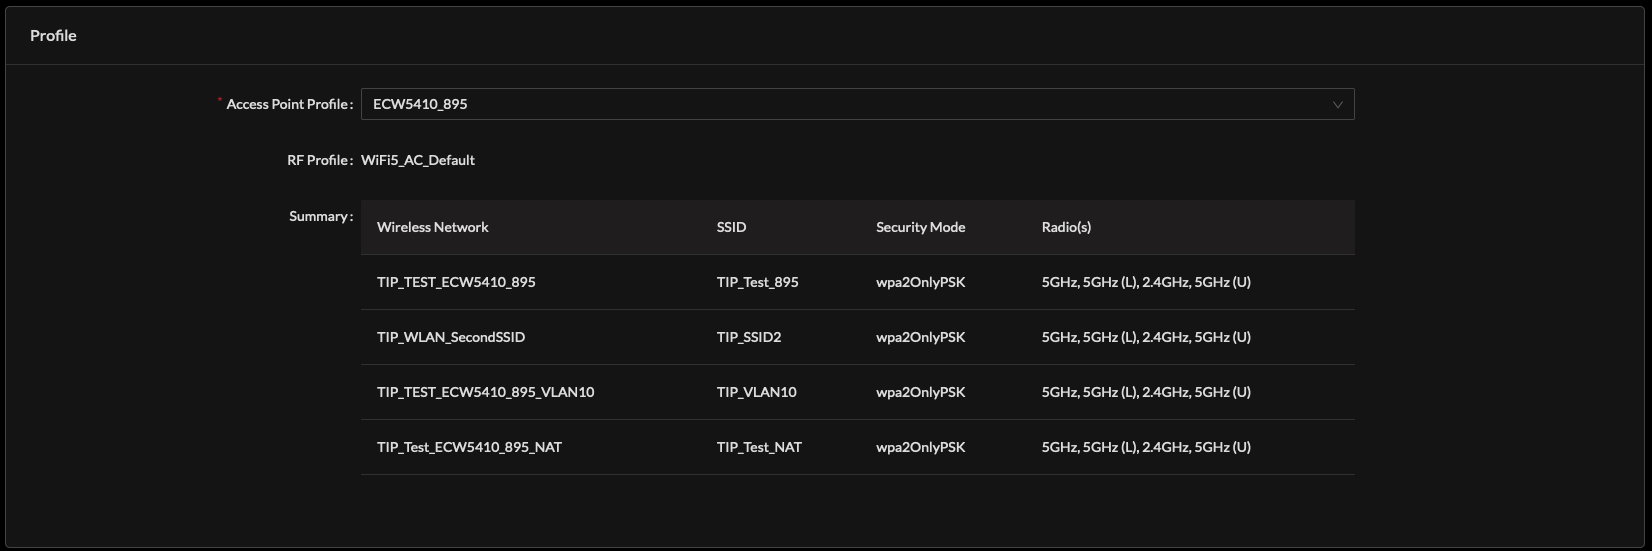 Profile
* Access Point Profile: ECW5410_895
RF Profile: WiFi5_AC_Default
Summary:
Wireless Network SSID Security Mode Radio(s)
TIP_TEST_ECW5410_895 TIP_Test_895 wpa2OnlyPSK 5GHz, 5GHz (L), 2.4GHz, 5GHz (U)
TIP_WLAN_SecondSSID TIP_SSID2 wpa2OnlyPSK 5GHz, 5GHz (L), 2.4GHz, 5GHz (U)
TIP_TEST_ECW5410_895_VLAN10 TIP_VLAN10 wpa2OnlyPSK 5GHz, 5GHz (L), 2.4GHz, 5GHz (U)
TIP_Test_ECW5410_895_NAT TIP_Test_NAT wpa2OnlyPSK 5GHz, 5GHz (L), 2.4GHz, 5GHz (U)